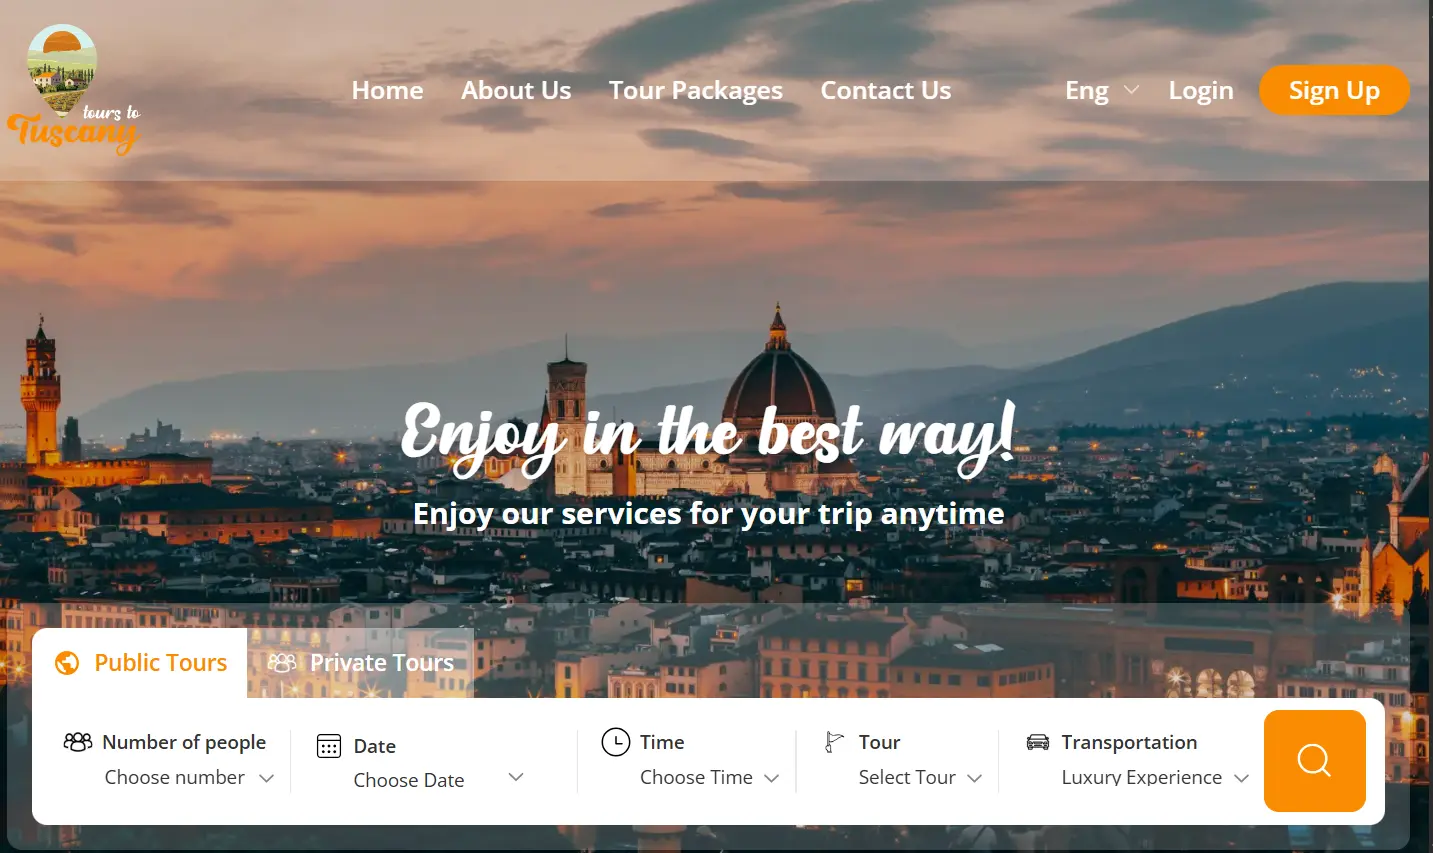 tours to
Tuscany
Home About Us Tour Packages Contact Us Eng Login Sign Up
Enjoy in the best way!
Enjoy our services for your trip anytime
Public Tours Private Tours
Number of people Date Time Tour Transportation
Choose number Choose Date Choose Time Select Tour Luxury Experience